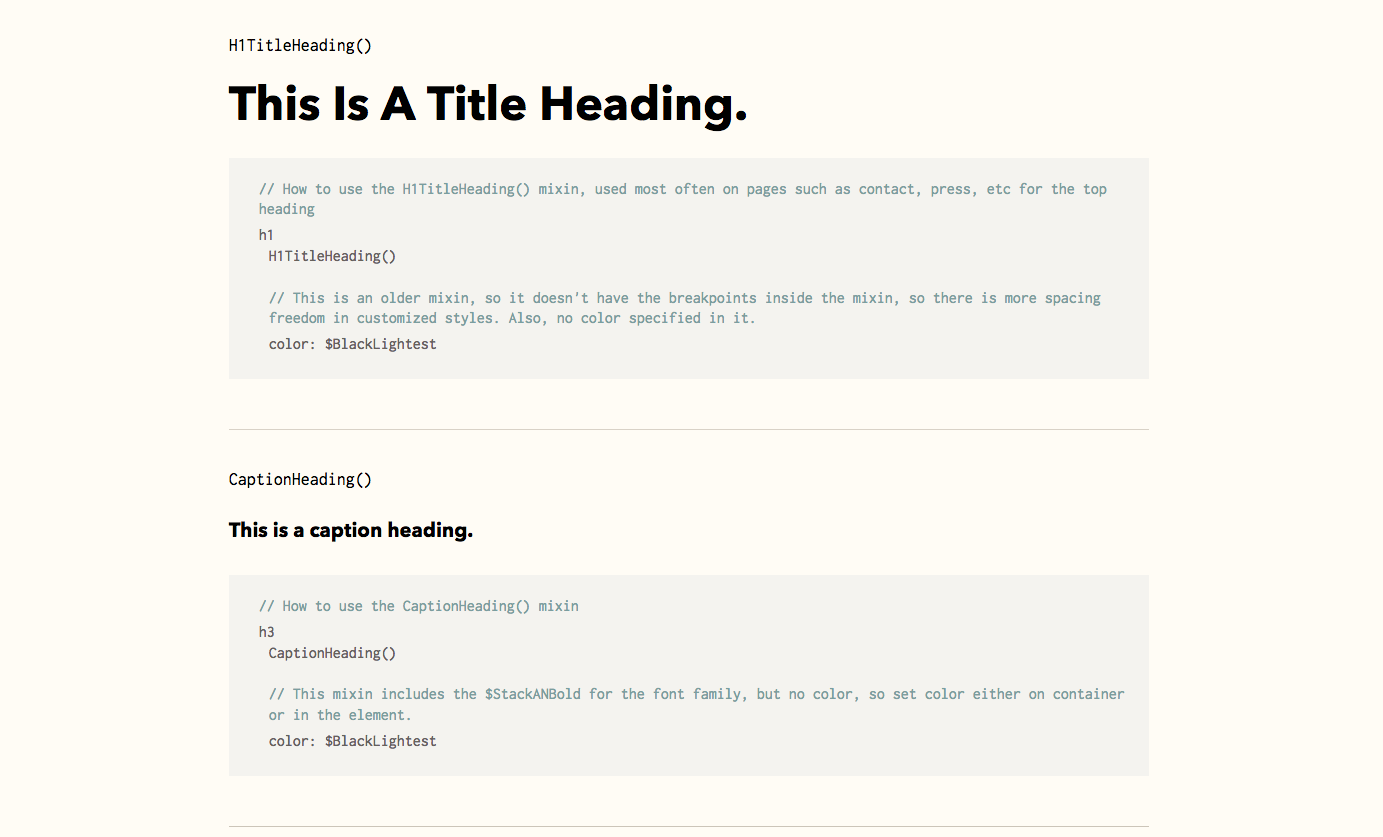 H1TitleHeading()
This Is A Title Heading.
// How to use the H1TitleHeading() mixin, used most often on pages such as contact, press, etc for the top
heading
h1
H1TitleHeading()
// This is an older mixin, so it doesn't have the breakpoints inside the mixin, so there is more spacing
freedom in customized styles. Also, no color specified in it.
color: $BlackLightest
CaptionHeading()
This is a caption heading.
// How to use the CaptionHeading() mixin
h3
CaptionHeading()
// This mixin includes the $StackANBold for the font family, but no color, so set color either on container
or in the element.
color: $BlackLightest